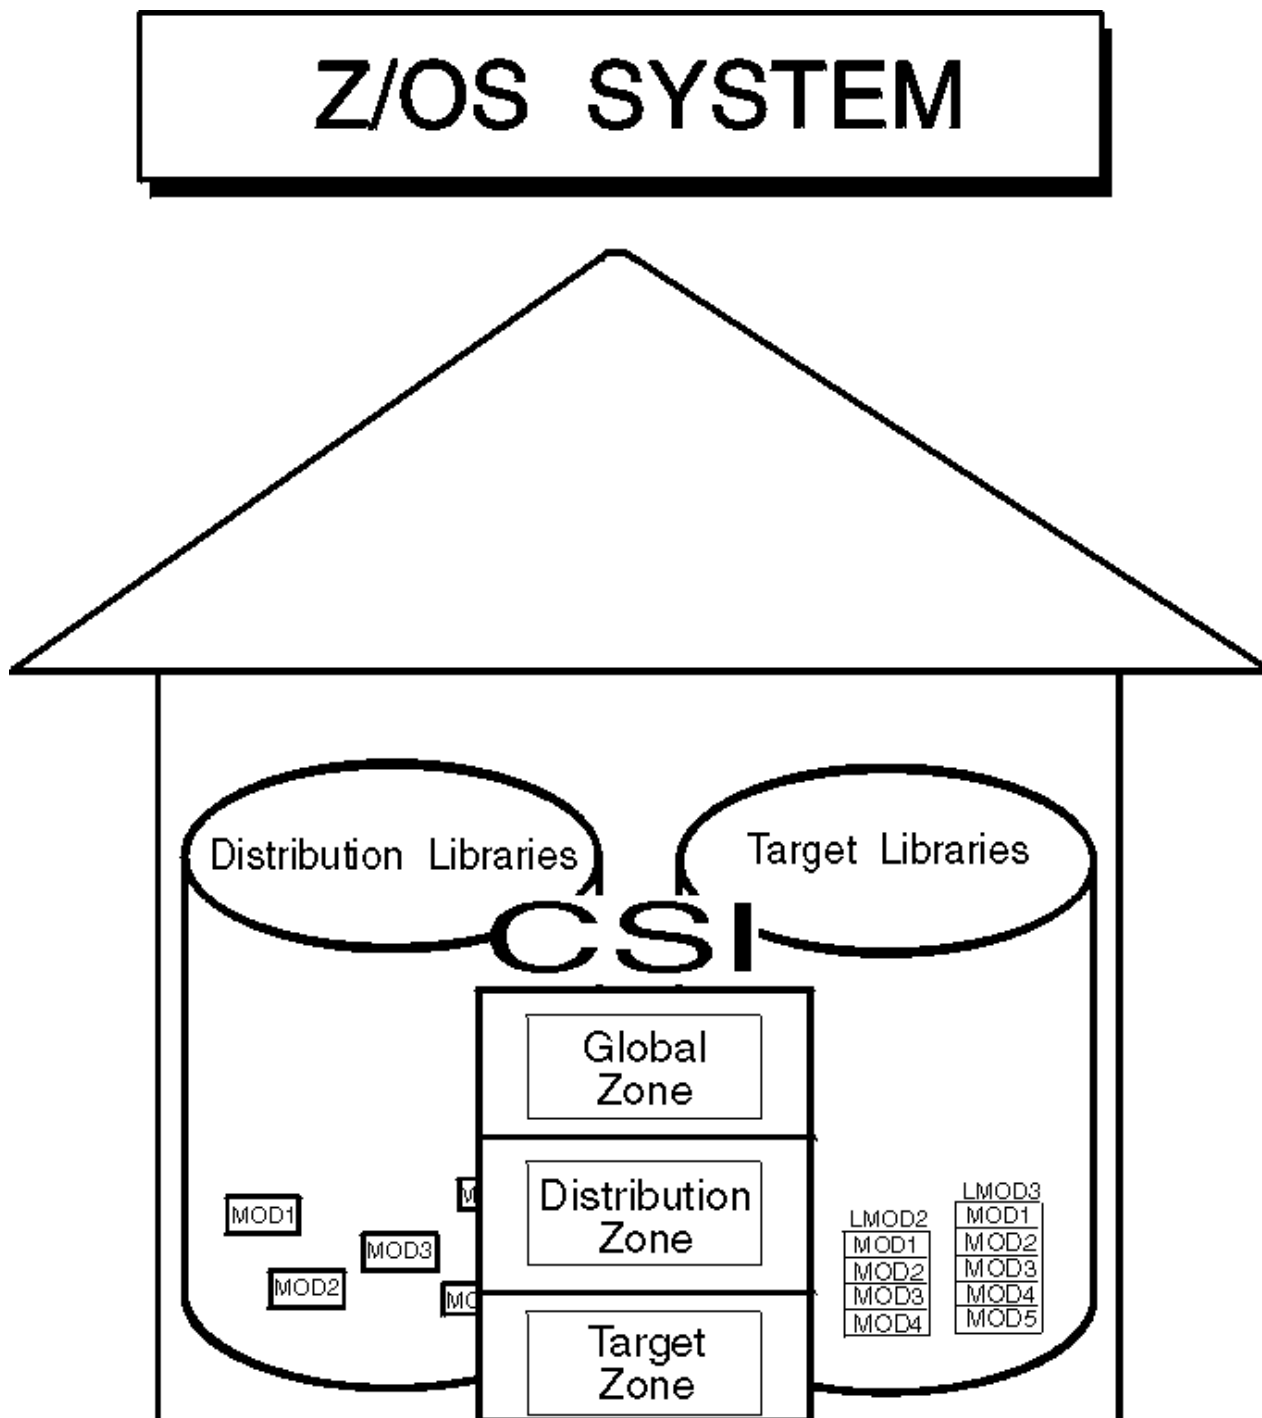 Z/OS SYSTEM
Distribution Libraries
Target Libraries
CSI
Global
Zone
Distribution
Zone
Target
Zone
MOD1
MOD3
MOD2
LMOD2
MOD1
MOD2
MOD3
MOD4
LMOD3
MOD1
MOD2
MOD3
MOD4
MOD5